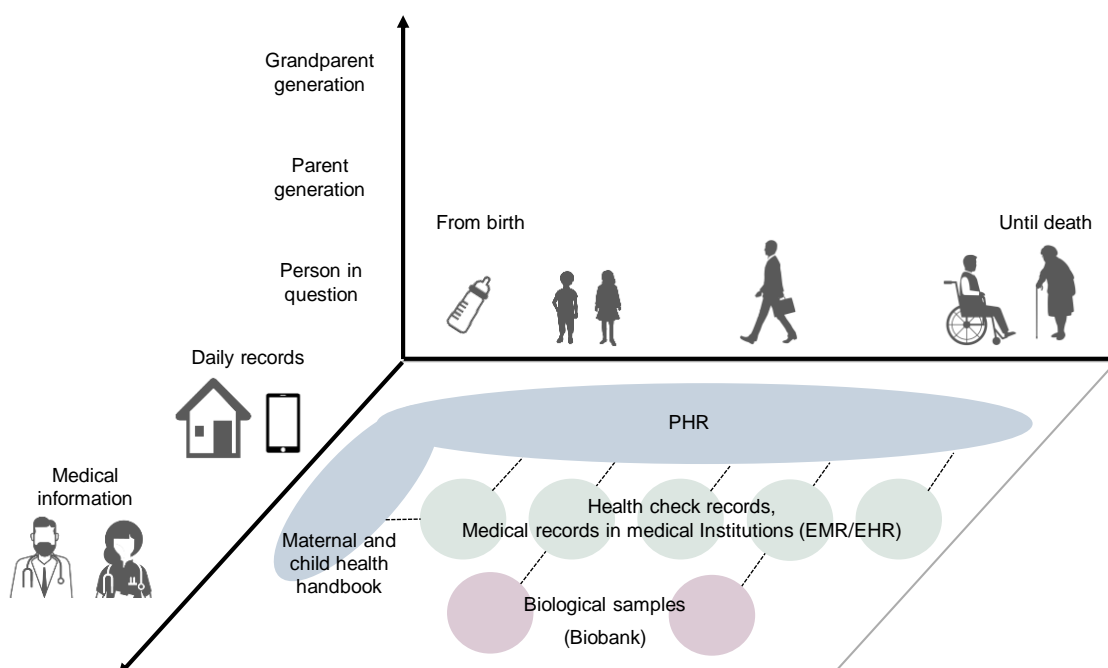 Grandparent
generation
Parent
generation
From birth
Until death
Person in
question
Daily records
PHR
Medical
information
Health check records,
Medical records in medical Institutions (EMR/EHR)
Maternal and
child health
handbook
Biological samples
(Biobank)